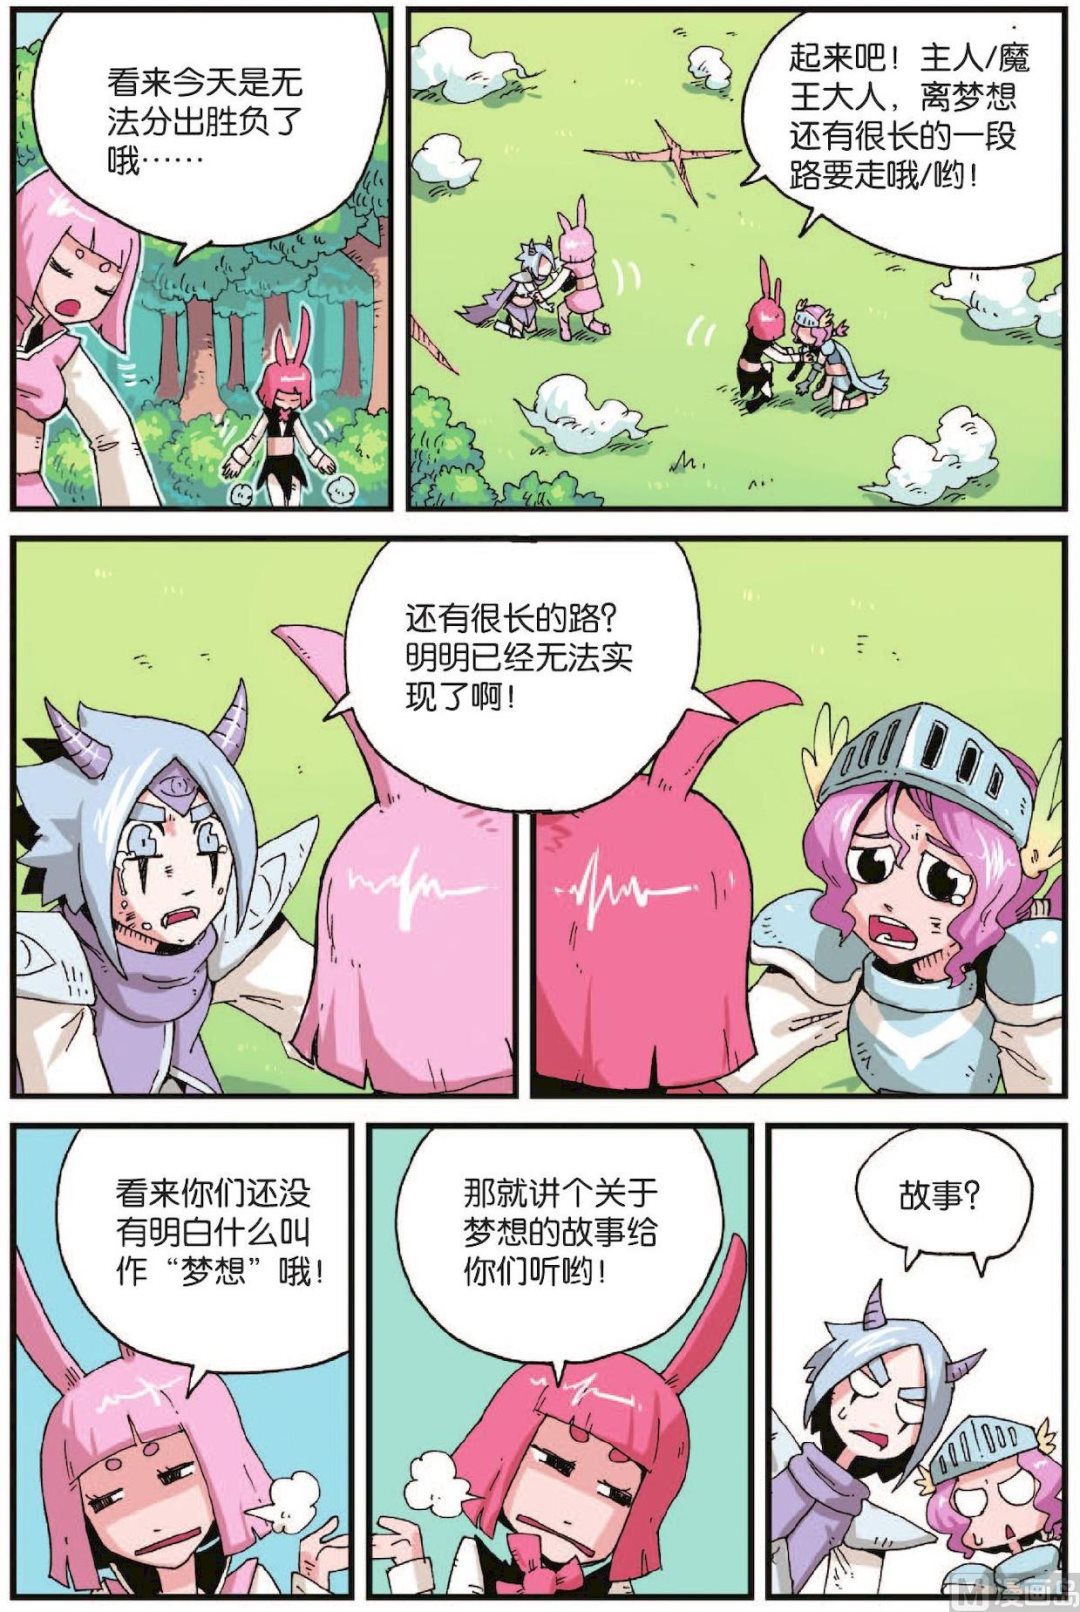 看来今天是无
法分出胜负了
哦……
起来吧！主人/魔
王大人，离梦想
还有很长的一段
路要走哦/哟！
还有很长的路？
明明已经无法实
现了啊！
看来你们还没
有明白什么叫
作“梦想”哦！
那就讲个关于
梦想的故事给
你们听哟！
故事？
漫画岛